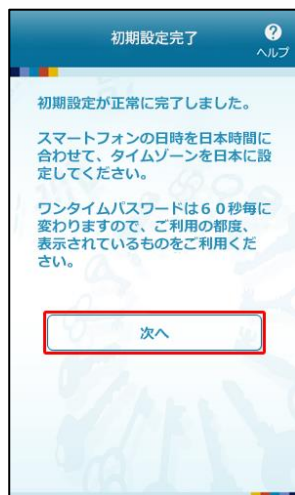 初期設定完了
?
ヘルプ
初期設定が正常に完了しました。
スマートフォンの日時を日本時間に
合わせて、タイムゾーンを日本に設
定してください。
ワンタイムパスワードは６０秒毎に
変わりますので、ご利用の都度、
表示されているものをご利用くだ
さい。
次へ